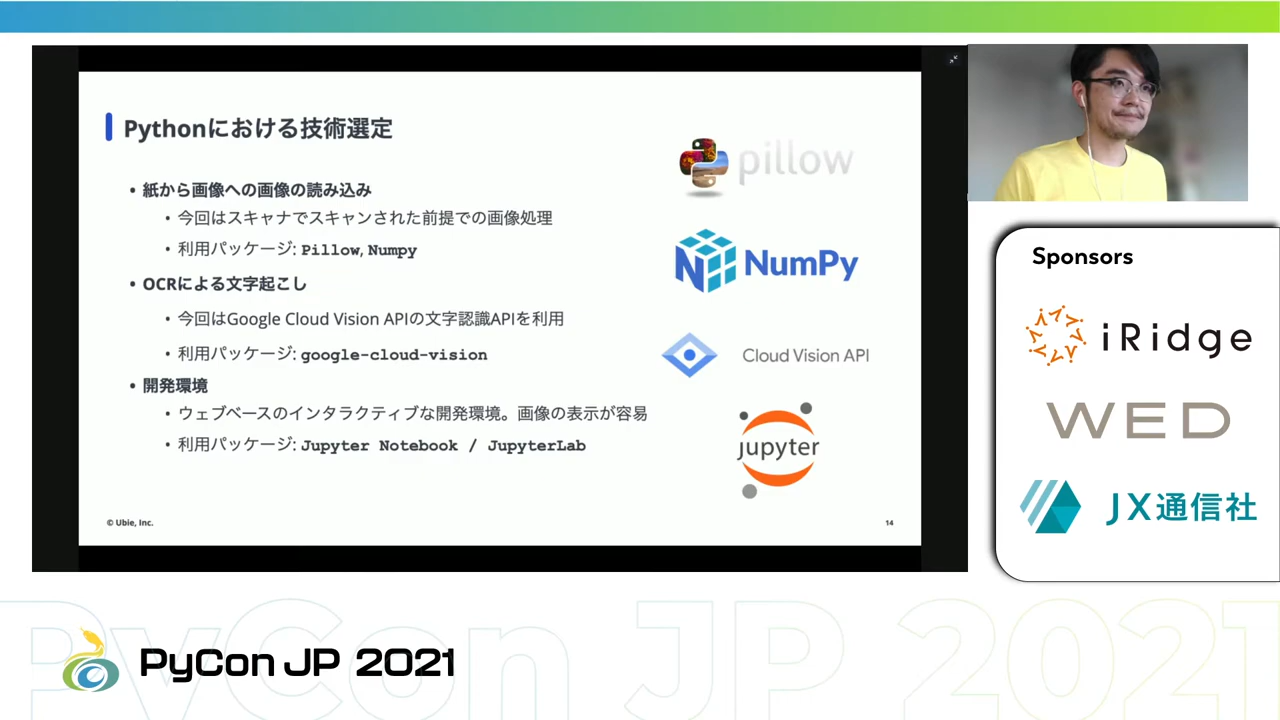 Pythonにおける技術選定
• 紙から画像への画像の読み込み
• 今回はスキャナでスキャンされた前提での画像処理
• 利用パッケージ: Pillow, Numpy
• OCRによる文字起こし
• 今回はGoogle Cloud Vision APIの文字認識APIを利用
• 利用パッケージ: google-cloud-vision
• 開発環境
• ウェブベースのインタラクティブな開発環境。画像の表示が容易
• 利用パッケージ: Jupyter Notebook / JupyterLab
pillow
NumPy
Cloud Vision API
jupyter
© Ubie, Inc.
14
Sponsors
iRidge
WED
JX通信社
PyCon JP 2021
PyCon JP 2021